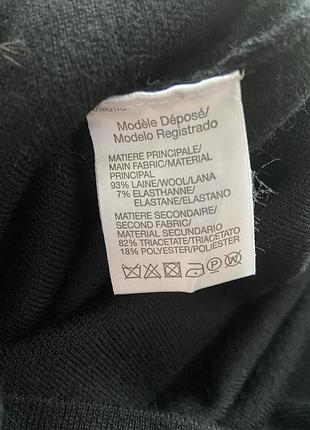 Modèle Déposé/
Modelo Registrado
MATIERE PRINCIPALE/
MAIN FABRIC/MATERIAL
PRINCIPAL
93% LAINE/WOOL/LANA
7% ELASTHANNE/
ELASTANE/ELASTANO
MATIERE SECONDAIRE/
SECOND FABRIC/
MATERIAL SECUNDARIO
82% TRIACETATE/TRIACETATO
18% POLYESTER/POLIESTER